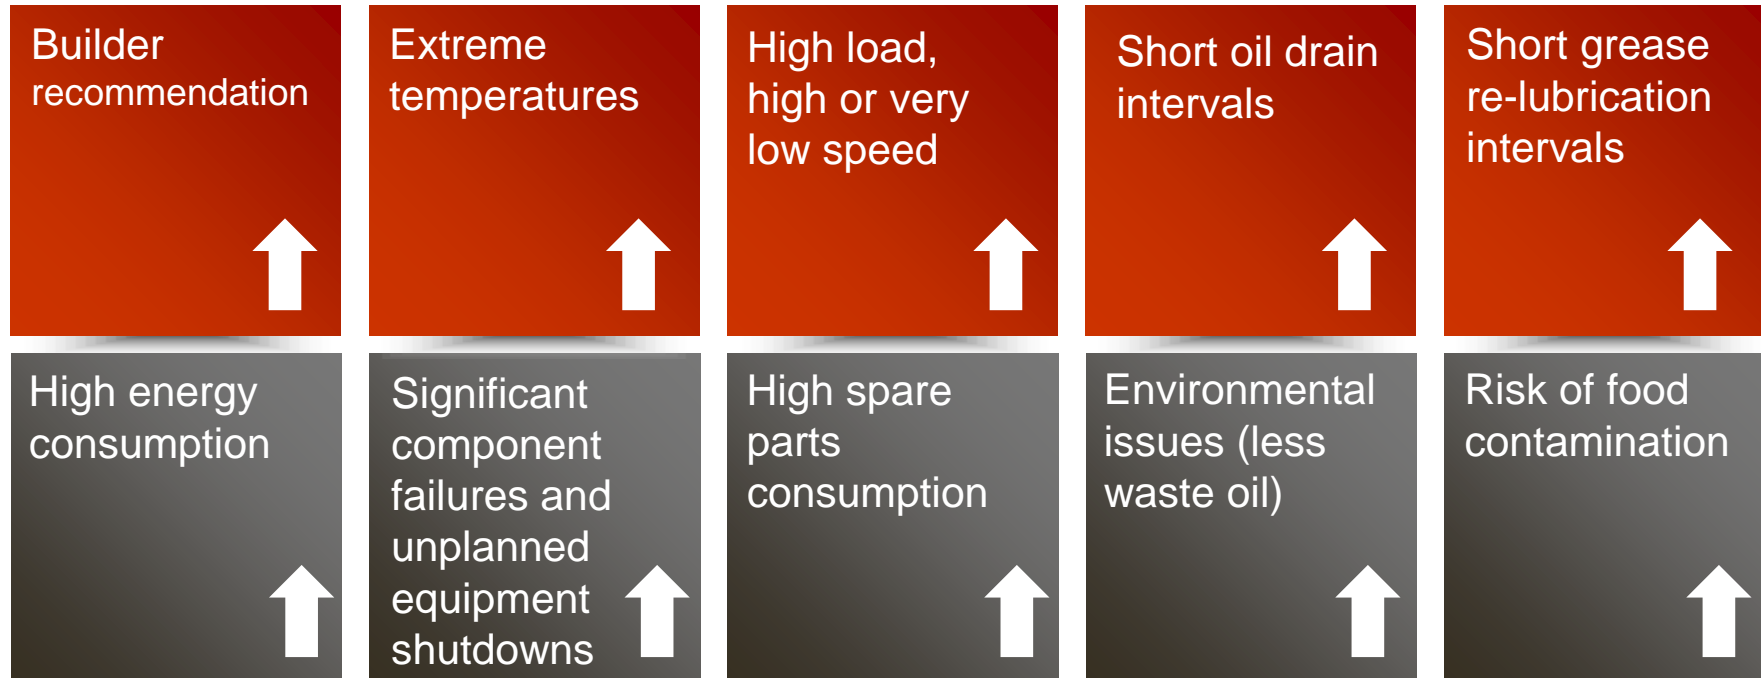 Builder
recommendation
Extreme
temperatures
High load,
high or very
low speed
Short oil drain
intervals
Short grease
re-lubrication
intervals
High energy
consumption
Significant
component
failures and
unplanned
equipment
shutdowns
High spare
parts
consumption
Environmental
issues (less
waste oil)
Risk of food
contamination